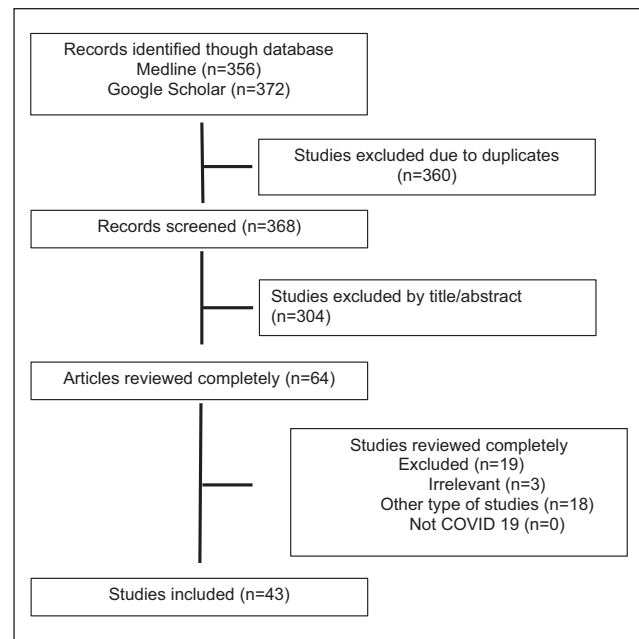 Records identified though database
Medline (n=356)
Google Scholar (n=372)
Studies excluded due to duplicates
(n=360)
Records screened (n=368)
Studies excluded by title/abstract
(n=304)
Articles reviewed completely (n=64)
Studies reviewed completely
Excluded (n=19)
Irrelevant (n=3)
Other type of studies (n=18)
Not COVID 19 (n=0)
Studies included (n=43)